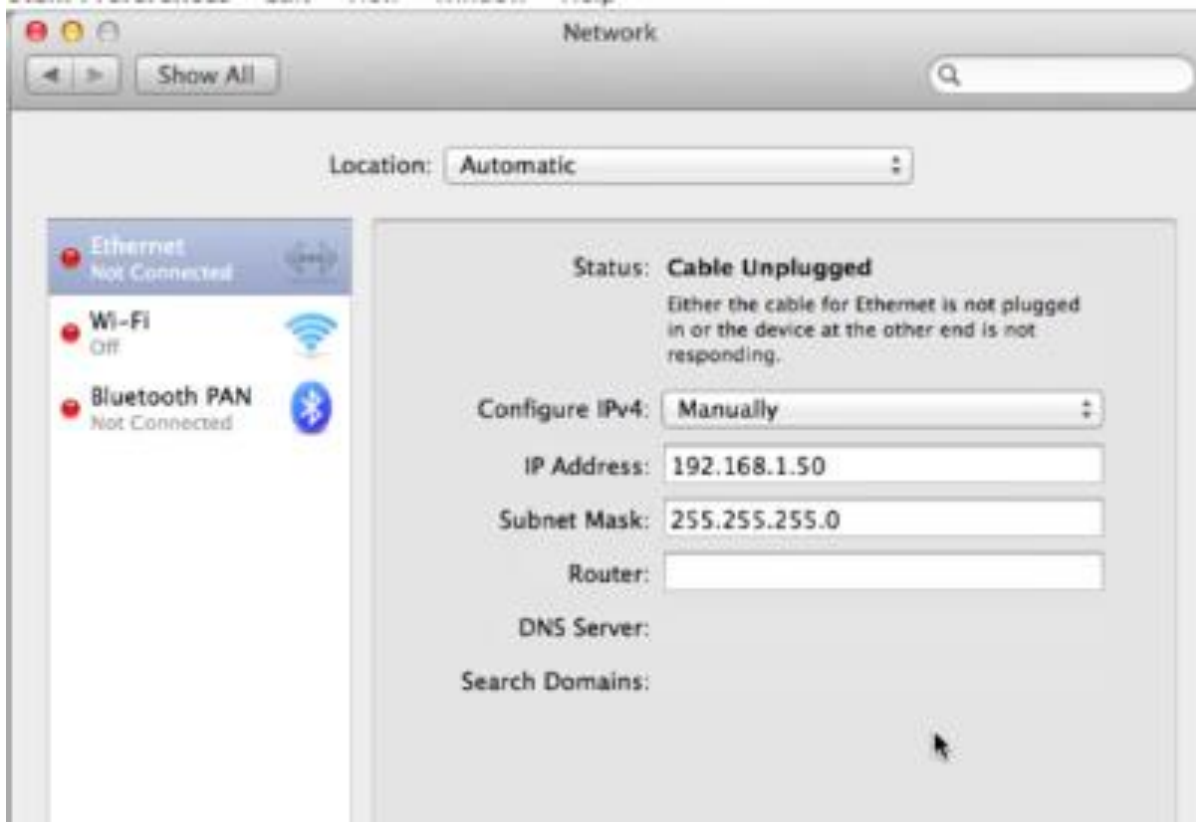 Network
Show All
Location: Automatic
Ethernet
Not Connected
Wi-Fi
Off
Bluetooth PAN
Not Connected
Status: Cable Unplugged
Either the cable for Ethernet is not plugged
in or the device at the other end is not
responding.
Configure IPv4: Manually
IP Address: 192.168.1.50
Subnet Mask: 255.255.255.0
Router:
DNS Server:
Search Domains: